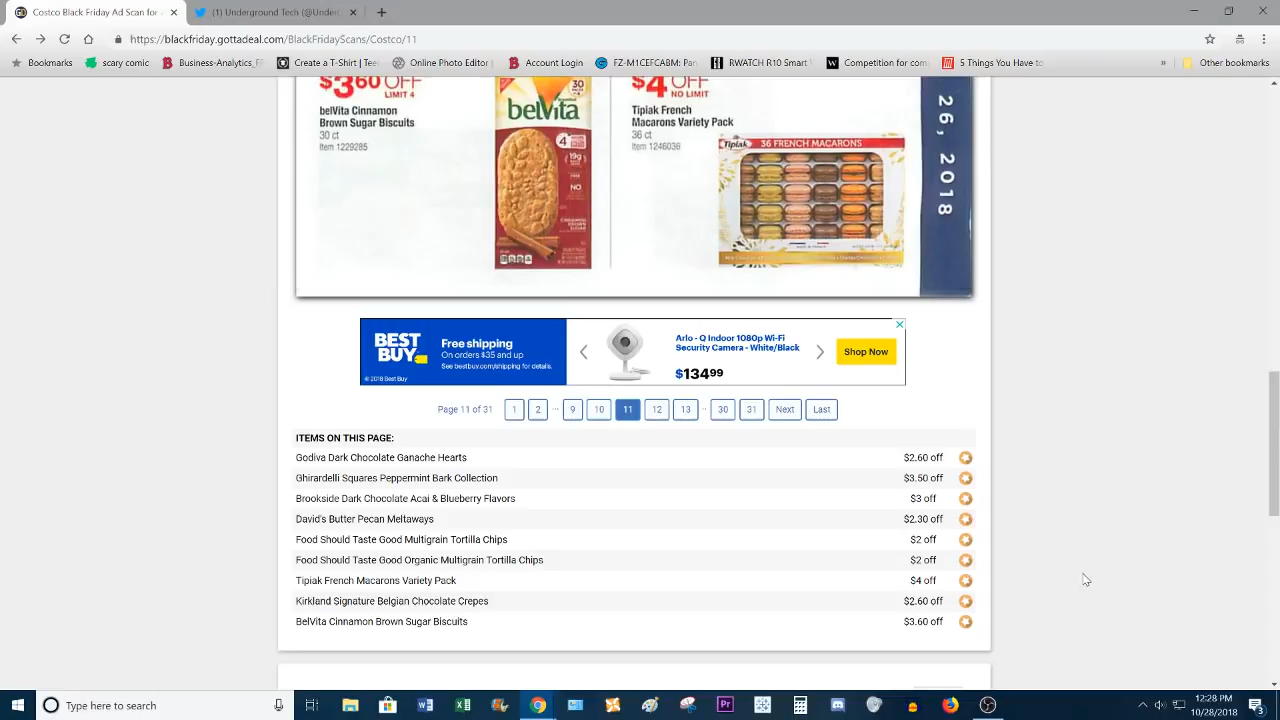 Costco Black Friday Ad Scan for
(1) Underground Tech (@Underg
https://blackfriday.gottadeal.com/BlackFridayScans/Costco/11
Bookmarks
scary comic
Business_Analytics_Fi
Create a T-Shirt | Tee
Online Photo Editor |
Account Login
FZ-M1CEFCABM: Pan
RWATCH R10 Smart
Competition for com
5 Things You Have to
»
Other bookmarks
$3.60 OFF
LIMIT 4
belVita Cinnamon
Brown Sugar Biscuits
30 ct
Item 1229285
belVita
$4 OFF
NO LIMIT
Tipiak French
Macarons Variety Pack
36 ct
Item 1246036
Tipiak 36 FRENCH MACARONS
26, 2018
BEST
BUY
© 2018 Best Buy
Free shipping
On orders $35 and up
See bestbuy.com/shipping for details.
Arlo - Q Indoor 1080p Wi-Fi
Security Camera - White/Black
$134.99
Shop Now
Page 11 of 31 1 2 ... 9 10 11 12 13 .. 30 31 Next Last
ITEMS ON THIS PAGE:
Godiva Dark Chocolate Ganache Hearts $2.60 off
Ghirardelli Squares Peppermint Bark Collection $3.50 off
Brookside Dark Chocolate Acai & Blueberry Flavors $3 off
David's Butter Pecan Meltaways $2.30 off
Food Should Taste Good Multigrain Tortilla Chips $2 off
Food Should Taste Good Organic Multigrain Tortilla Chips $2 off
Tipiak French Macarons Variety Pack $4 off
Kirkland Signature Belgian Chocolate Crepes $2.60 off
BelVita Cinnamon Brown Sugar Biscuits $3.60 off
Type here to search
12:28 PM
10/28/2018